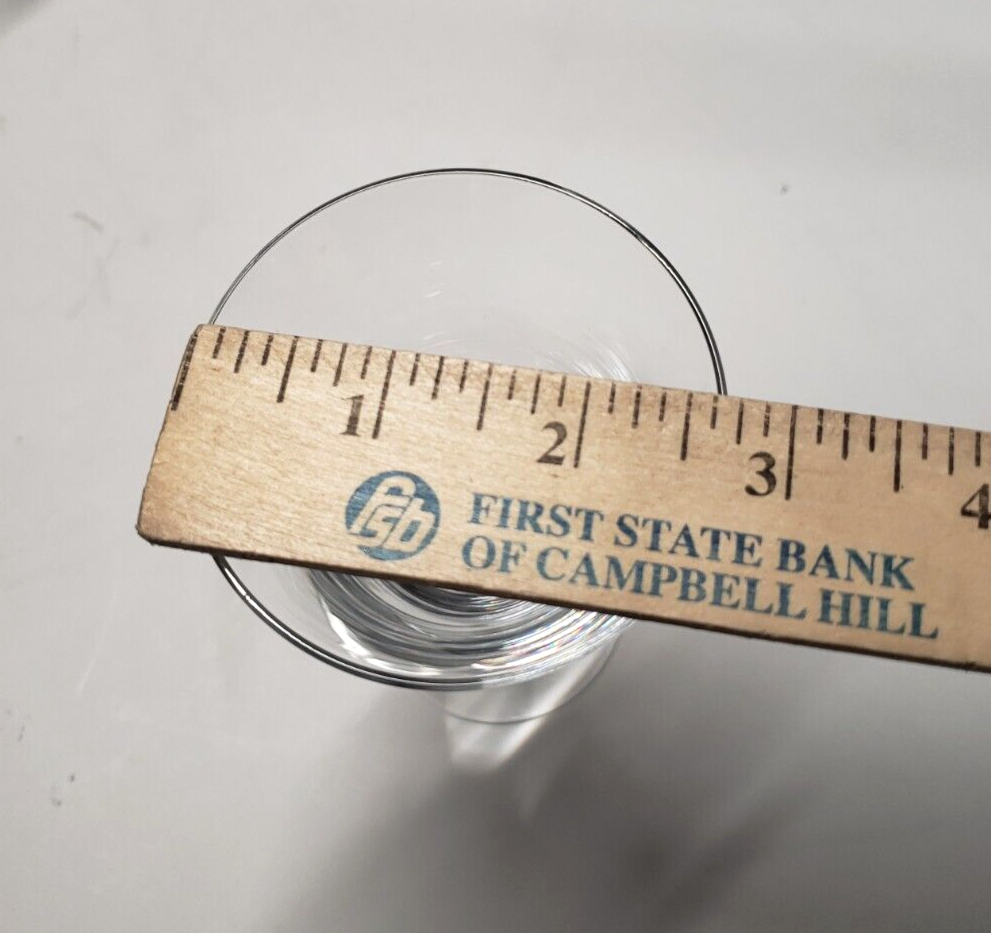 1 2 3 4
fsb
FIRST STATE BANK
OF CAMPBELL HILL